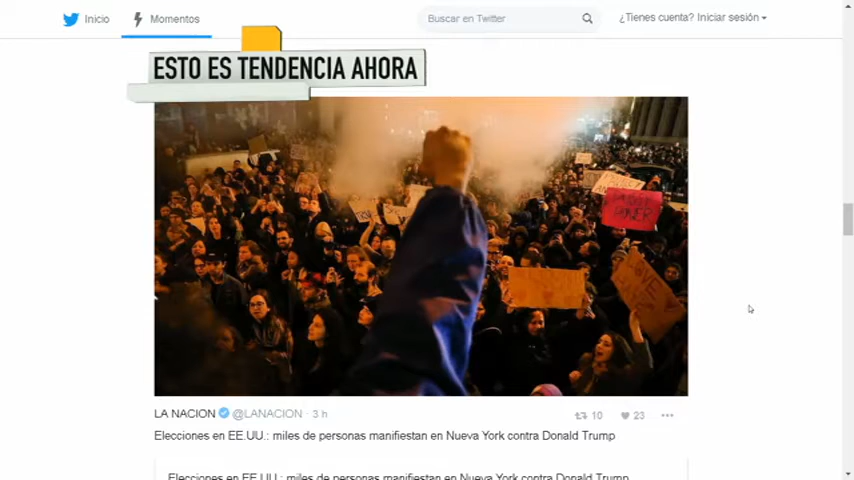 Inicio
Momentos
Buscar en Twitter
¿Tienes cuenta? Iniciar sesión
ESTO ES TENDENCIA AHORA
POWER
LA NACION @LANACION · 3 h
10 23
Elecciones en EE.UU.: miles de personas manifiestan en Nueva York contra Donald Trump
Elecciones en EE.UU.: miles de personas manifiestan en Nueva York contra Donald Trump